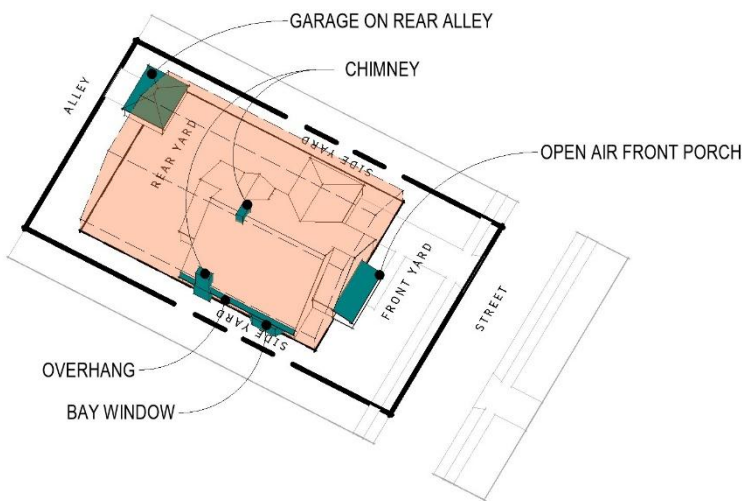 GARAGE ON REAR ALLEY
CHIMNEY
ALLEY
SIDE YARD
OPEN AIR FRONT PORCH
REAR YARD
FRONT YARD
STREET
SIDE YARD
OVERHANG
BAY WINDOW